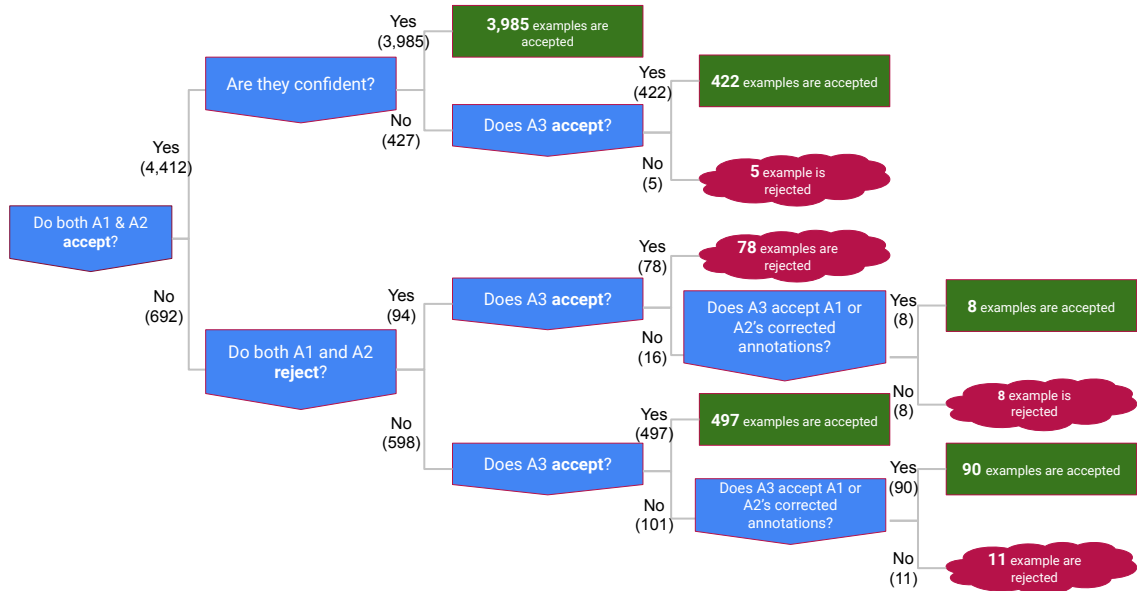 Yes
(3,985)
3,985 examples are
accepted
Are they confident?
Yes
(422)
422 examples are accepted
No
(427)
Does A3 accept?
Yes
(4,412)
No
(5)
5 example is
rejected
Do both A1 & A2
accept?
Yes
(78)
78 examples are
rejected
No
(692)
Yes
(94)
Does A3 accept?
Does A3 accept A1 or
A2's corrected
annotations?
Yes
(8)
8 examples are accepted
No
(16)
Do both A1 and A2
reject?
No
(8)
8 example is
rejected
Yes
(497)
497 examples are accepted
No
(598)
Does A3 accept?
Yes
(90)
90 examples are accepted
No
(101)
Does A3 accept A1 or
A2's corrected
annotations?
No
(11)
11 example are
rejected